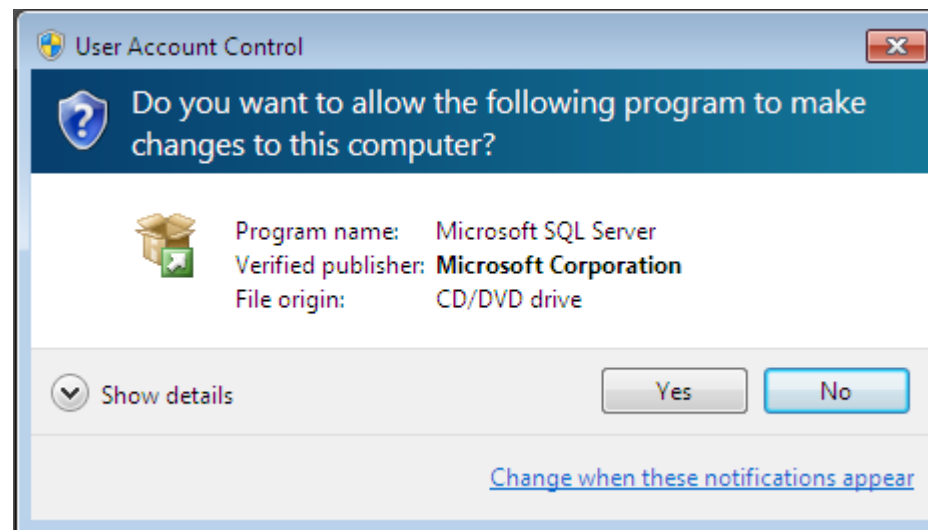 User Account Control
Do you want to allow the following program to make
changes to this computer?
Program name: Microsoft SQL Server
Verified publisher: Microsoft Corporation
File origin: CD/DVD drive
Show details
Yes
No
Change when these notifications appear